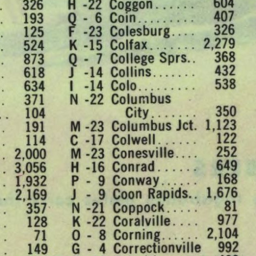 326 H -22 Coggon...... 604
193 Q - 6 Coin........ 407
125 F -23 Colesburg.... 326
524 K -15 Colfax...... 2,279
873 Q - 7 College Sprs.. 368
618 J -14 Collins...... 432
634 I -14 Colo........ 538
371 N -22 Columbus
104 City...... 350
191 M -23 Columbus Jct. 1,123
114 C -17 Colwell..... 122
2,000 M -23 Conesville.... 252
3,056 H -16 Conrad...... 649
1,932 P - 9 Conway...... 168
2,169 J - 9 Coon Rapids.. 1,676
357 N -21 Coppock..... 81
128 K -22 Coralville.... 977
71 O - 8 Corning...... 2,104
149 G - 4 Correctionville 992